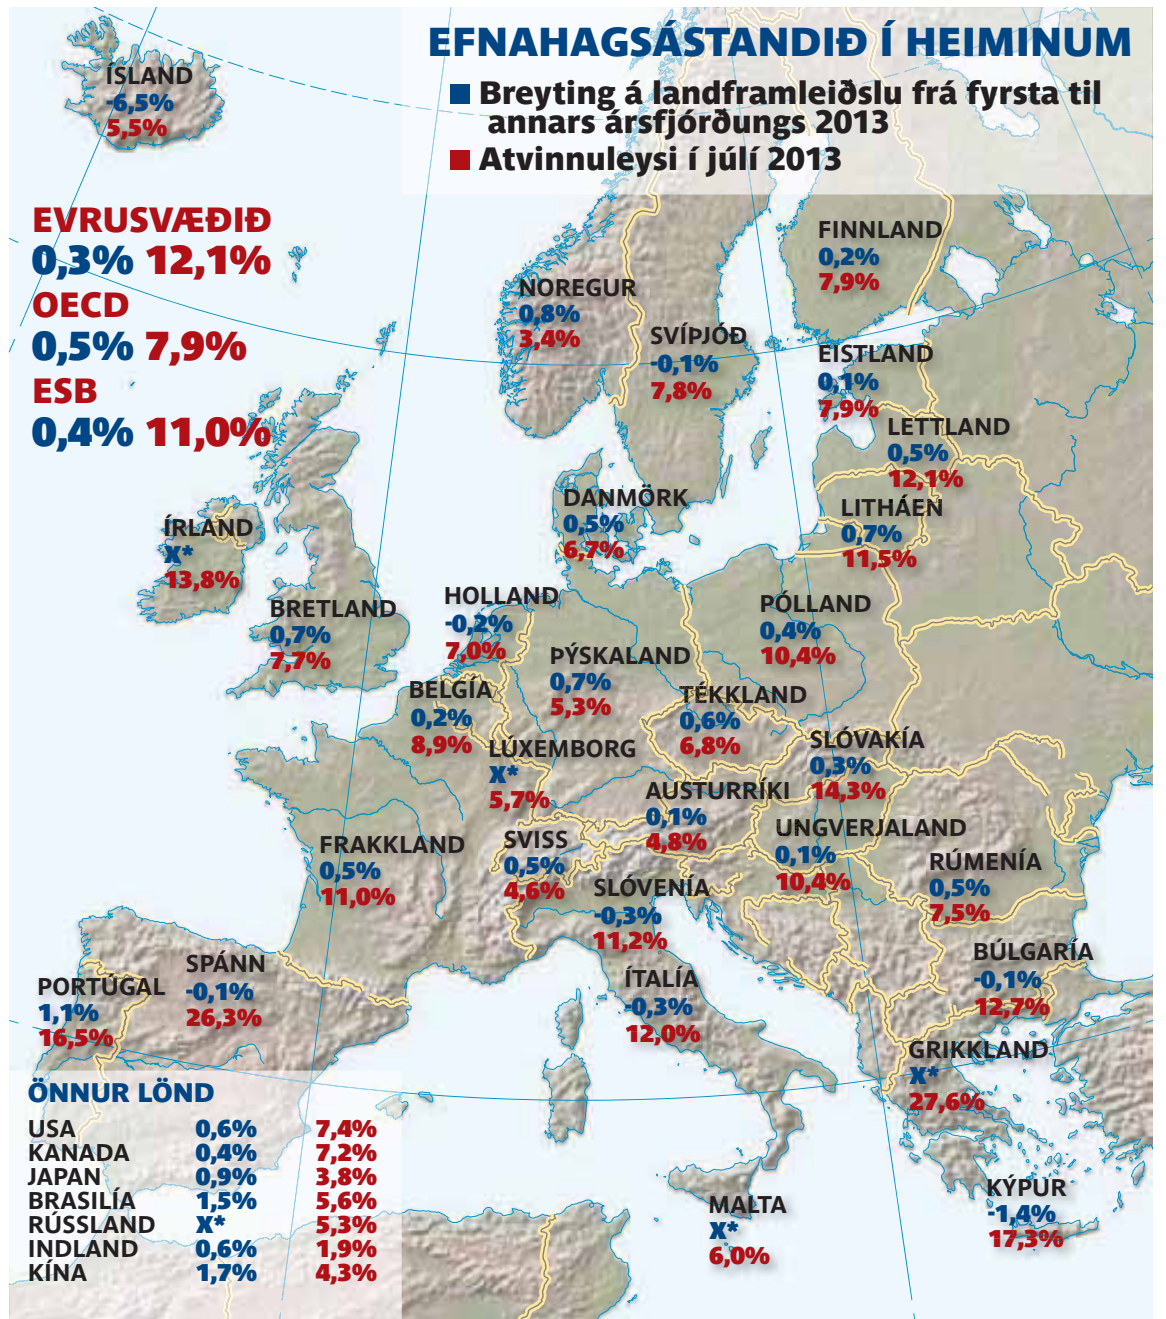 EFNAHAGSÁSTANDIÐ Í HEIMINUM
Breyting á landframleiðslu frá fyrsta til
annars ársfjórðungs 2013
Atvinnuleysi í júlí 2013
ÍSLAND
-6,5%
5,5%
EVRUSVÆÐIÐ
0,3% 12,1%
OECD
0,5% 7,9%
ESB
0,4% 11,0%
FINNLAND
0,2%
7,9%
NOREGUR
0,8%
3,4%
SVÍÞJÓÐ
-0,1%
7,8%
EISTLAND
0,1%
7,9%
LETTLAND
0,5%
12,1%
LITHÁEN
0,7%
11,5%
DANMÖRK
0,5%
6,7%
ÍRLAND
X*
13,8%
BRETLAND
0,7%
7,7%
HOLLAND
-0,2%
7,0%
PÓLLAND
0,4%
10,4%
ÞÝSKALAND
0,7%
5,3%
BELGÍA
0,2%
8,9%
TÉKKLAND
0,6%
6,8%
LÚXEMBORG
X*
5,7%
SLÓVAKÍA
0,3%
14,3%
AUSTURRÍKI
0,1%
4,8%
UNGVERJALAND
0,1%
10,4%
FRAKKLAND
0,5%
11,0%
SVISS
0,5%
4,6%
RÚMENÍA
0,5%
7,5%
SLÓVENÍA
-0,3%
11,2%
BÚLGARÍA
-0,1%
12,7%
SPÁNN
-0,1%
26,3%
PORTÚGAL
1,1%
16,5%
ÍTALÍA
-0,3%
12,0%
GRIKKLAND
X*
27,6%
KÝPUR
-1,4%
17,3%
MALTA
X*
6,0%
ÖNNUR LÖND
USA 0,6% 7,4%
KANADA 0,4% 7,2%
JAPAN 0,9% 3,8%
BRASILÍA 1,5% 5,6%
RÚSSLAND X* 5,3%
INDLAND 0,6% 1,9%
KÍNA 1,7% 4,3%